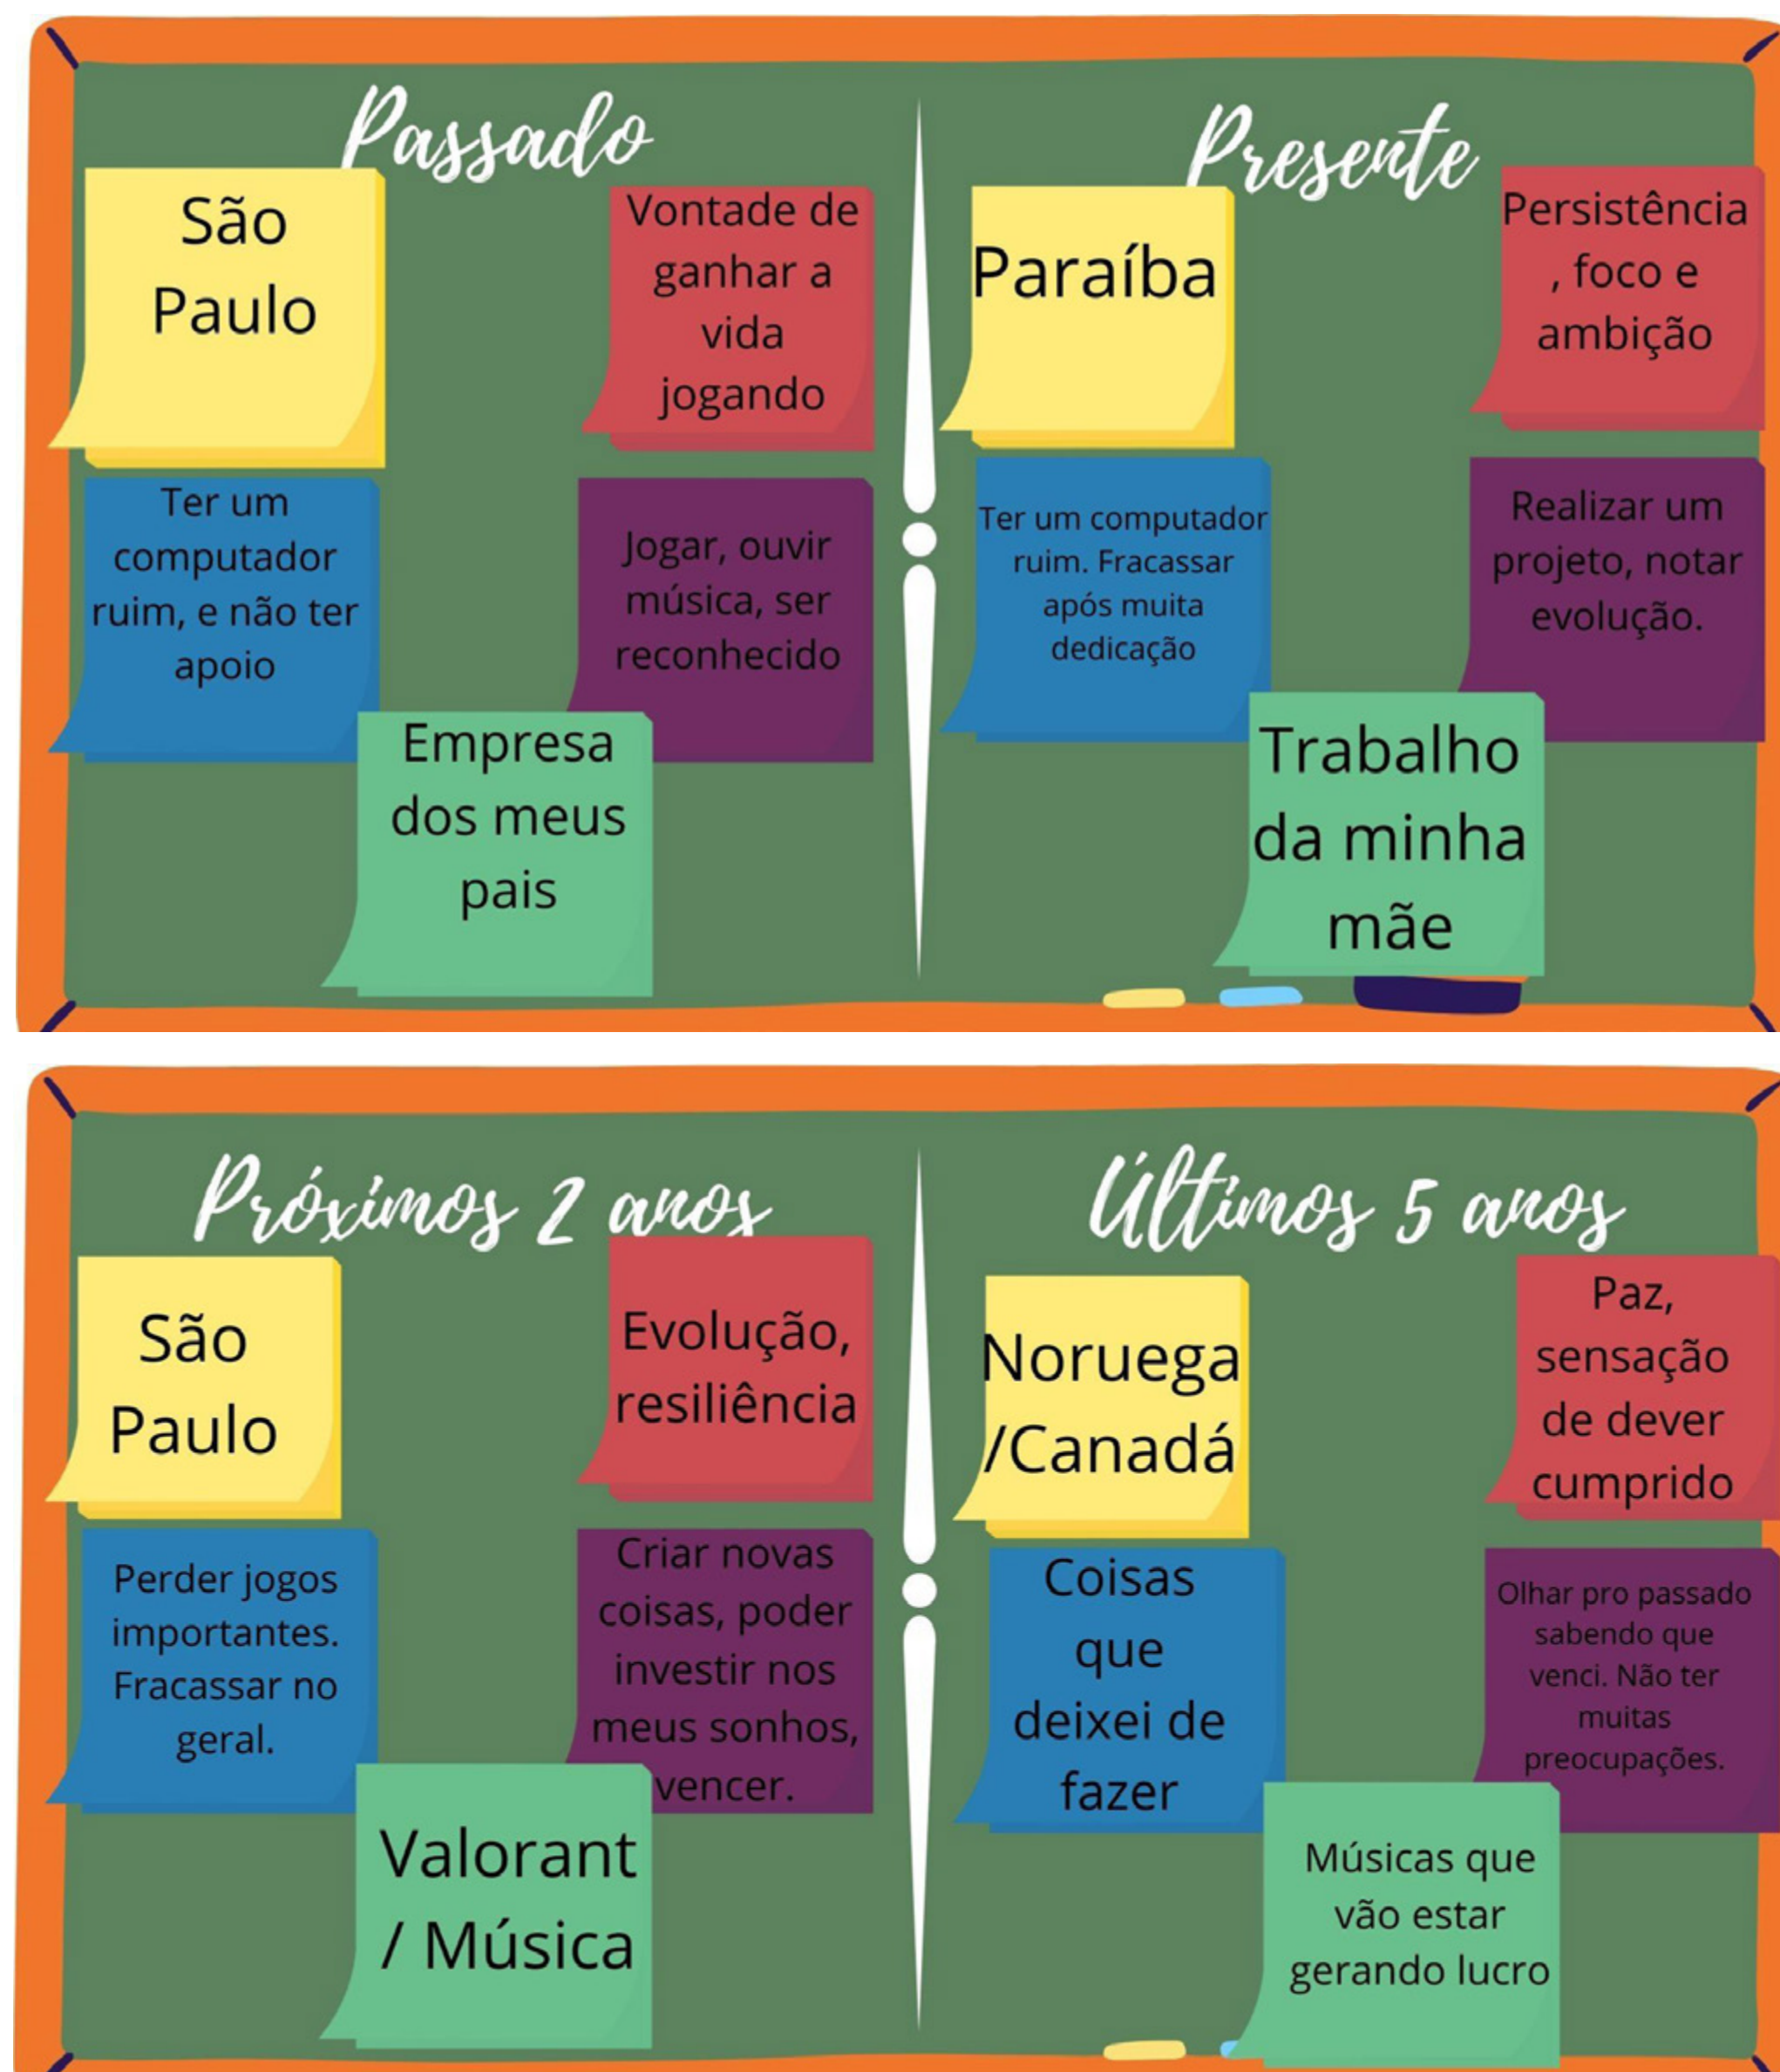 Passado
São
Paulo
Vontade de
ganhar a
vida
jogando
Ter um
computador
ruim, e não ter
apoio
Jogar, ouvir
música, ser
reconhecido
Empresa
dos meus
pais
Presente
Paraíba
Persistência
, foco e
ambição
Ter um computador
ruim. Fracassar
após muita
dedicação
Realizar um
projeto, notar
evolução.
Trabalho
da minha
mãe
Próximos 2 anos
São
Paulo
Evolução,
resiliência
Perder jogos
importantes.
Fracassar no
geral.
Criar novas
coisas, poder
investir nos
meus sonhos,
vencer.
Valorant
/ Música
Últimos 5 anos
Noruega
/Canadá
Paz,
sensação
de dever
cumprido
Coisas
que
deixei de
fazer
Olhar pro passado
sabendo que
venci. Não ter
muitas
preocupações.
Músicas que
vão estar
gerando lucro